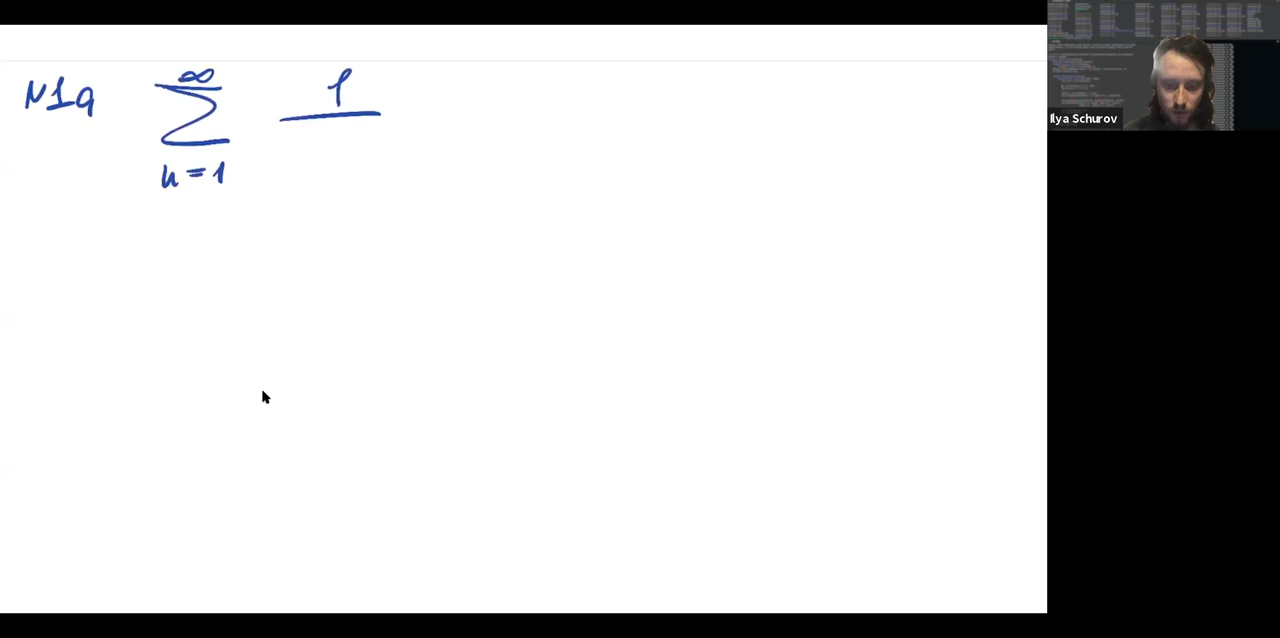 N1a
∞
∑ 1
n=1
Ilya Schurov